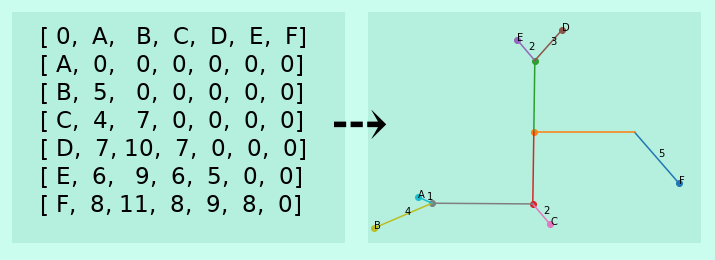 [ 0, A, B, C, D, E, F]
[ A, 0, 0, 0, 0, 0, 0]
[ B, 5, 0, 0, 0, 0, 0]
[ C, 4, 7, 0, 0, 0, 0]
[ D, 7, 10, 7, 0, 0, 0]
[ E, 6, 9, 6, 5, 0, 0]
[ F, 8, 11, 8, 9, 8, 0]
E 2 3 D
5
F
A 1
B 4
2
C